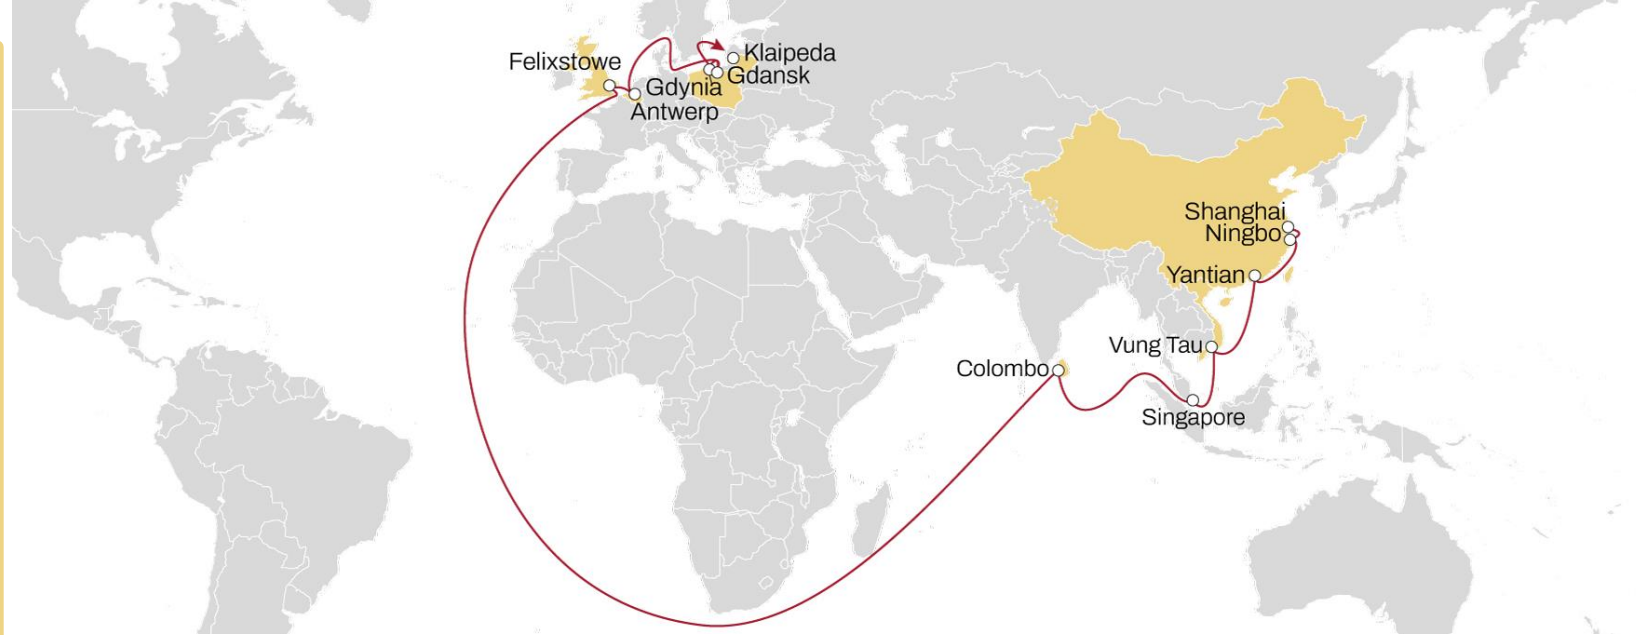 Klaipeda
Felixstowe
Gdansk
Gdynia
Antwerp
Shanghai
Ningbo
Yantian
Vung Tau
Colombo
Singapore